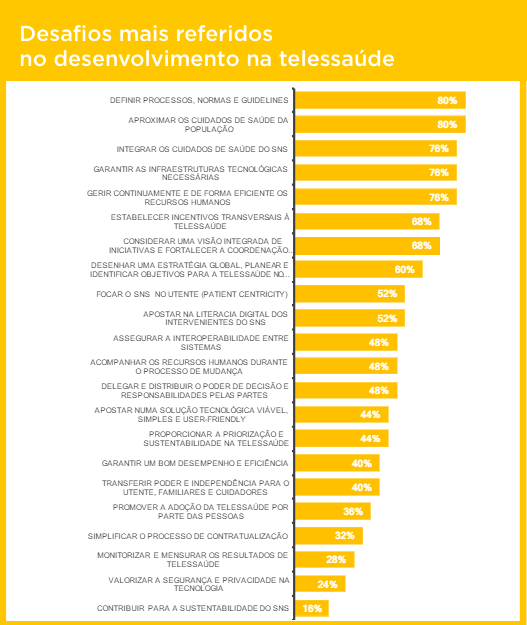 Desafios mais referidos
no desenvolvimento na telessaúde
DEFINIR PROCESSOS, NORMAS E GUIDELINES 80%
APROXIMAR OS CUIDADOS DE SAÚDE DA
POPULAÇÃO 80%
INTEGRAR OS CUIDADOS DE SAÚDE DO SNS 76%
GARANTIR AS INFRAESTRUTURAS TECNOLÓGICAS
NECESSÁRIAS 76%
GERIR CONTINUAMENTE E DE FORMA EFICIENTE OS
RECURSOS HUMANOS 76%
ESTABELECER INCENTIVOS TRANSVERSAIS À
TELESSAÚDE 68%
CONSIDERAR UMA VISÃO INTEGRADA DE
INICIATIVAS E FORTALECER A COORDENAÇÃO... 68%
DESENHAR UMA ESTRATÉGIA GLOBAL, PLANEAR E
IDENTIFICAR OBJETIVOS PARA A TELESSAÚDE NO... 60%
FOCAR O SNS NO UTENTE (PATIENT CENTRICITY) 52%
APOSTAR NA LITERACIA DIGITAL DOS
INTERVENIENTES DO SNS 52%
ASSEGURAR A INTEROPERABILIDADE ENTRE
SISTEMAS 48%
ACOMPANHAR OS RECURSOS HUMANOS DURANTE
O PROCESSO DE MUDANÇA 48%
DELEGAR E DISTRIBUIR O PODER DE DECISÃO E
RESPONSABILIDADES PELAS PARTES 48%
APOSTAR NUMA SOLUÇÃO TECNOLÓGICA VIÁVEL,
SIMPLES E USER-FRIENDLY 44%
PROPORCIONAR A PRIORIZAÇÃO E
SUSTENTABILIDADE NA TELESSAÚDE 44%
GARANTIR UM BOM DESEMPENHO E EFICIÊNCIA 40%
TRANSFERIR PODER E INDEPENDÊNCIA PARA O
UTENTE, FAMILIARES E CUIDADORES 40%
PROMOVER A ADOÇÃO DA TELESSAÚDE POR
PARTE DAS PESSOAS 36%
SIMPLIFICAR O PROCESSO DE CONTRATUALIZAÇÃO 32%
MONITORIZAR E MENSURAR OS RESULTADOS DE
TELESSAÚDE 28%
VALORIZAR A SEGURANÇA E PRIVACIDADE NA
TECNOLOGIA 24%
CONTRIBUIR PARA A SUSTENTABILIDADE DO SNS 16%